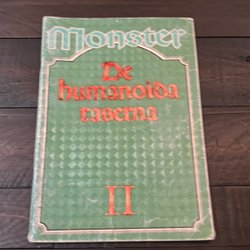 Monster
De
humanoida
raserna
II